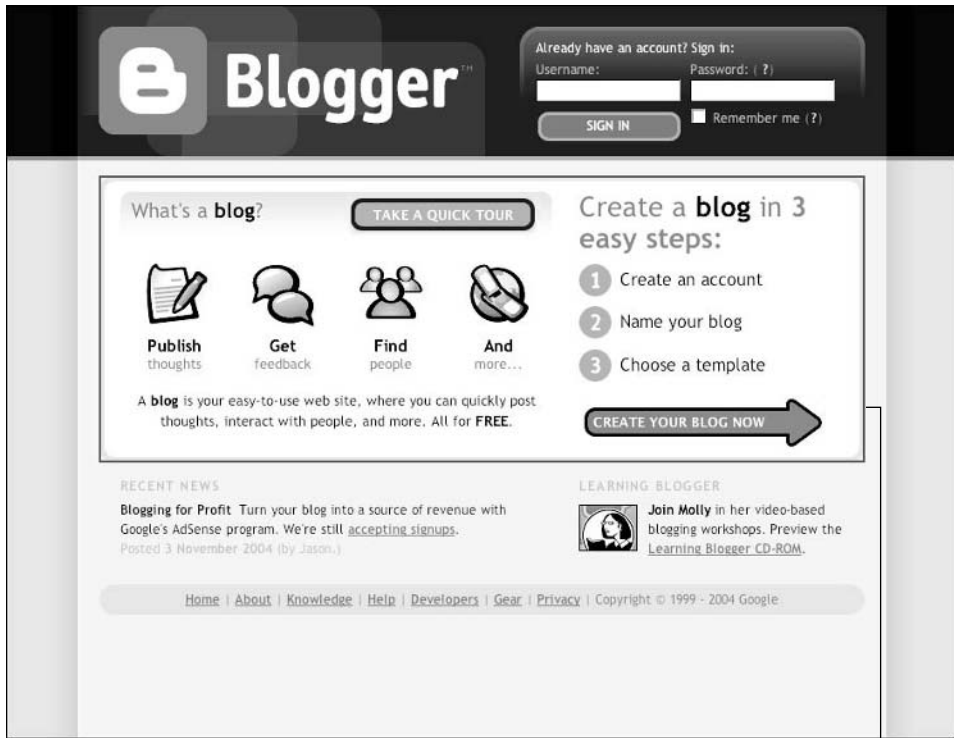 Blogger™
Already have an account? Sign in:
Username: Password: (?)
SIGN IN
Remember me (?)
What's a blog?
TAKE A QUICK TOUR
Publish
thoughts
Get
feedback
Find
people
And
more...
A blog is your easy-to-use web site, where you can quickly post
thoughts, interact with people, and more. All for FREE.
Create a blog in 3
easy steps:
1 Create an account
2 Name your blog
3 Choose a template
CREATE YOUR BLOG NOW
RECENT NEWS
Blogging for Profit Turn your blog into a source of revenue with
Google's AdSense program. We're still accepting signups.
Posted 3 November 2004 (by Jason.)
LEARNING BLOGGER
Join Molly in her video-based
blogging workshops. Preview the
Learning Blogger CD-ROM.
Home | About | Knowledge | Help | Developers | Gear | Privacy | Copyright © 1999 - 2004 Google